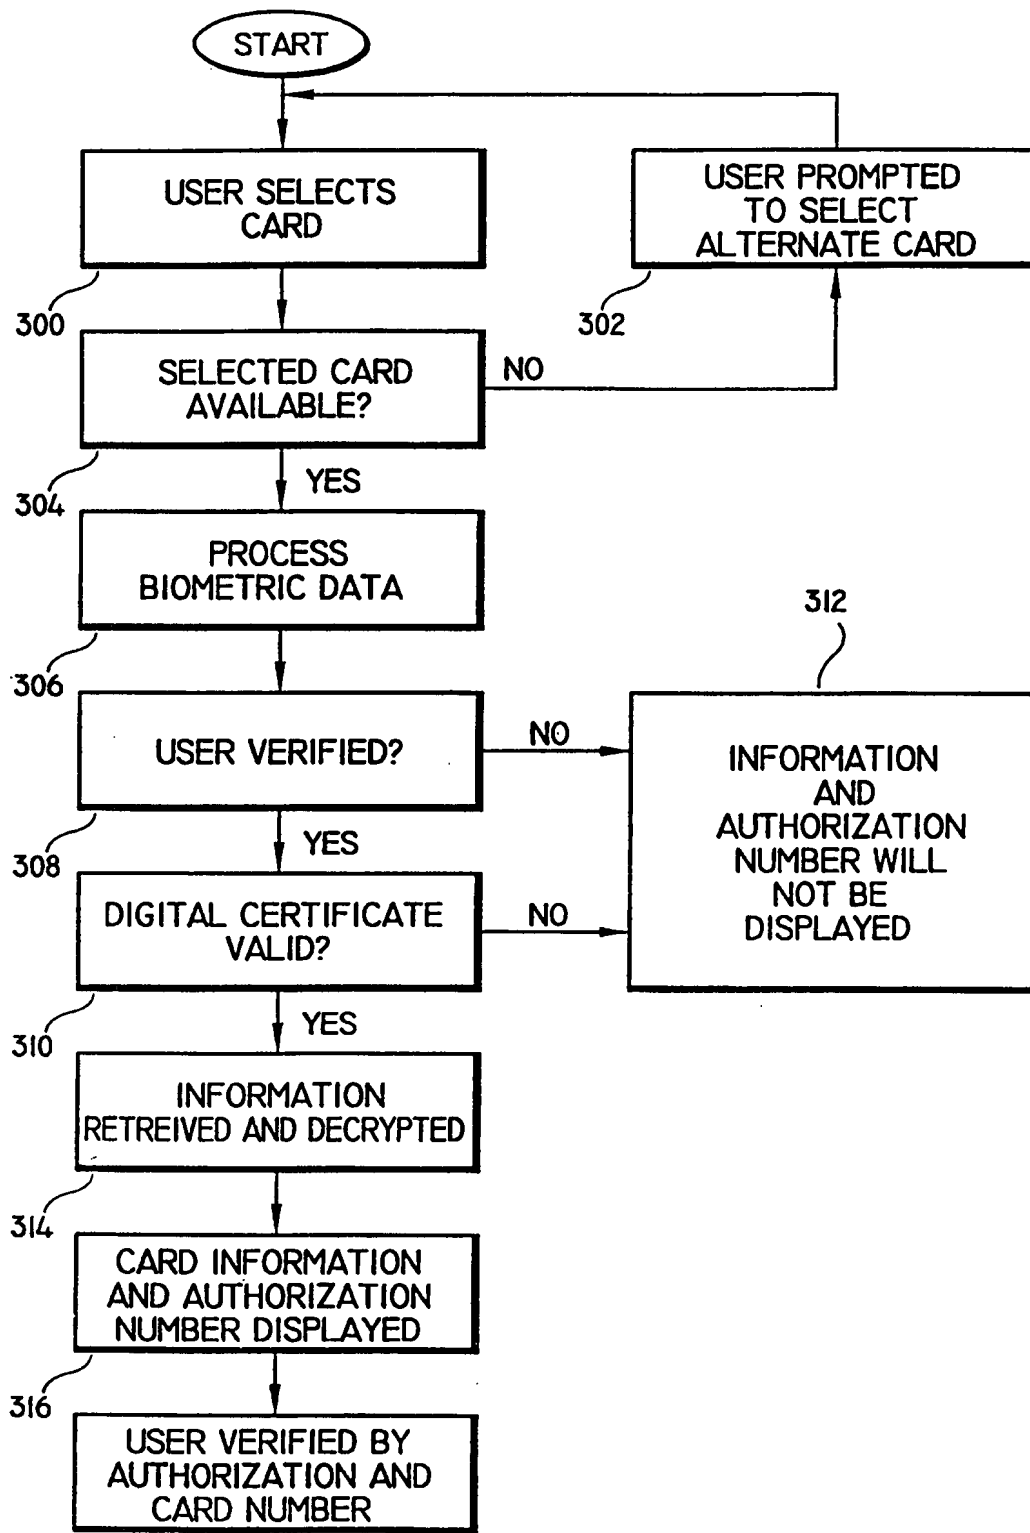 START
USER SELECTS
CARD
USER PROMPTED
TO SELECT
ALTERNATE CARD
300
302
SELECTED CARD
AVAILABLE?
NO
304
YES
PROCESS
BIOMETRIC DATA
306
312
USER VERIFIED?
NO
INFORMATION
AND
AUTHORIZATION
NUMBER WILL
NOT BE
DISPLAYED
308
YES
DIGITAL CERTIFICATE
VALID?
NO
310
YES
INFORMATION
RETREIVED AND DECRYPTED
314
CARD INFORMATION
AND AUTHORIZATION
NUMBER DISPLAYED
316
USER VERIFIED BY
AUTHORIZATION AND
CARD NUMBER